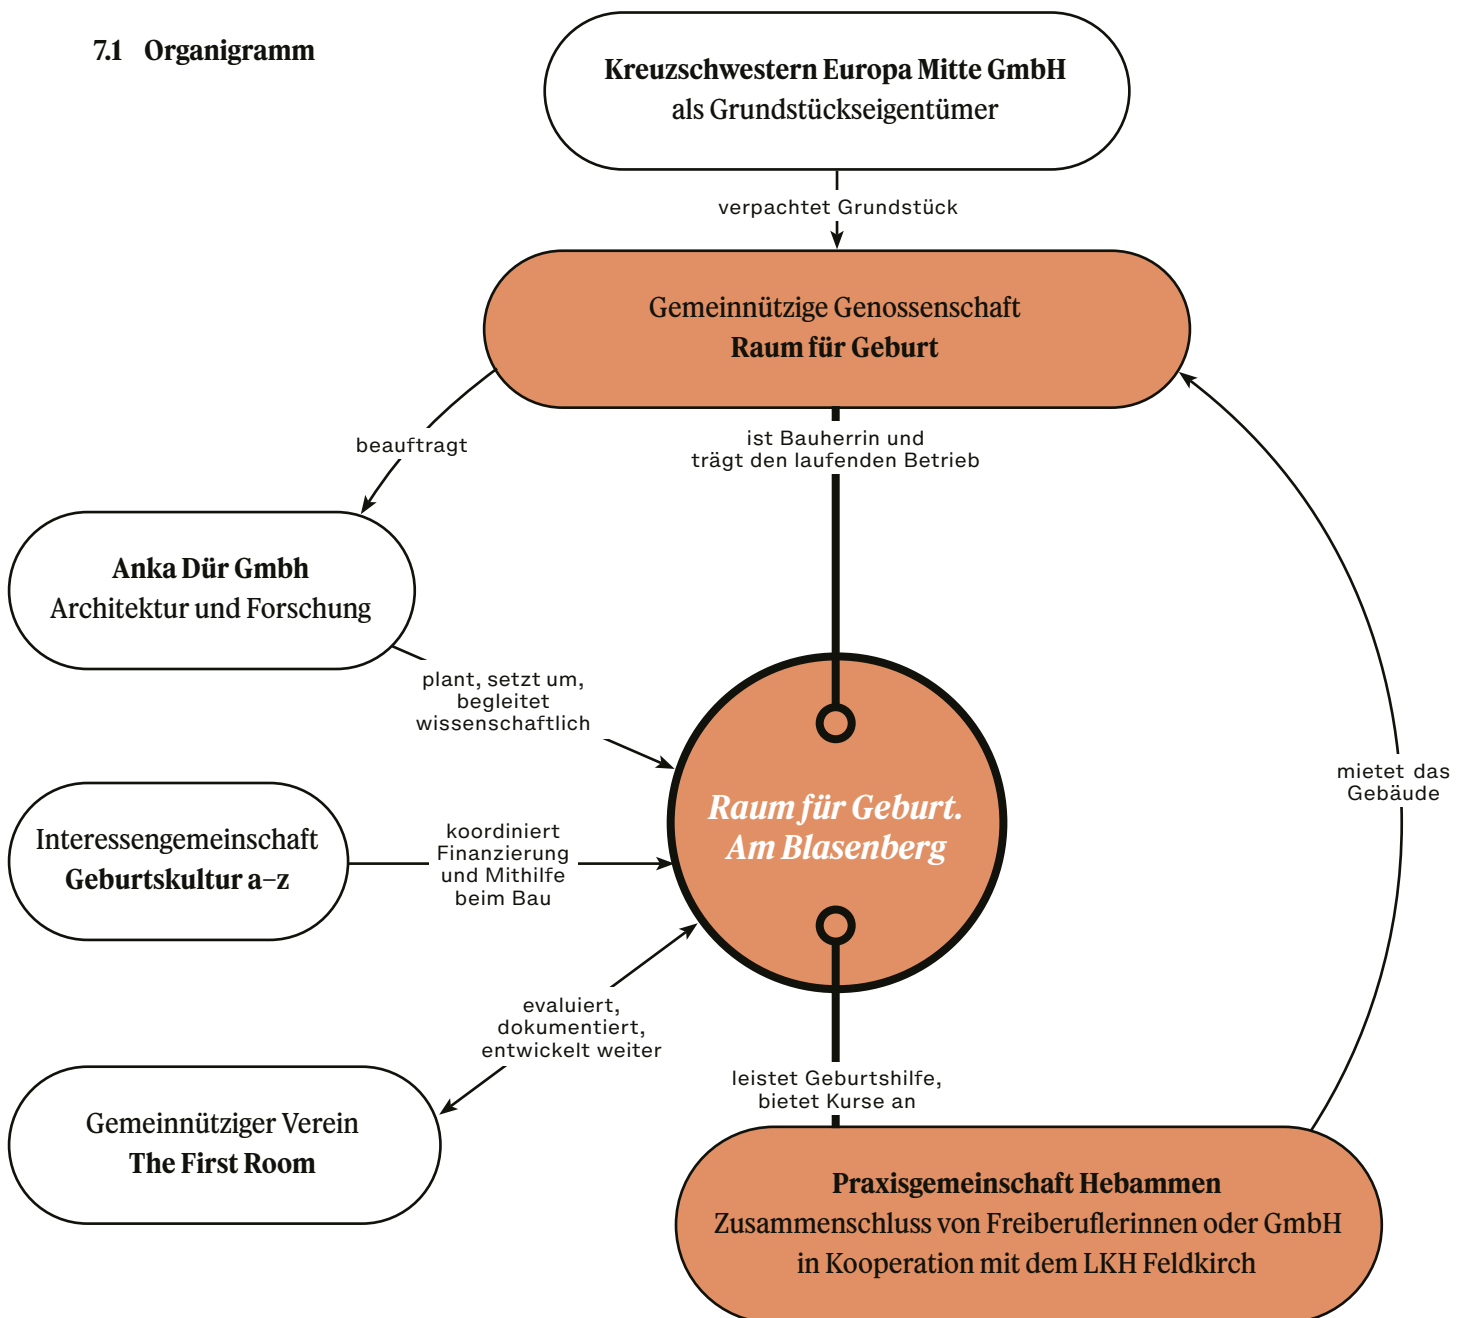 7.1 Organigramm
Kreuzschwestern Europa Mitte GmbH
als Grundstückseigentümer
verpachtet Grundstück
Gemeinnützige Genossenschaft
Raum für Geburt
beauftragt
ist Bauherrin und
trägt den laufenden Betrieb
Anka Dür Gmbh
Architektur und Forschung
plant, setzt um,
begleitet
wissenschaftlich
Raum für Geburt.
Am Blasenberg
mietet das
Gebäude
Interessengemeinschaft
Geburtskultur a–z
koordiniert
Finanzierung
und Mithilfe
beim Bau
evaluiert,
dokumentiert,
entwickelt weiter
Gemeinnütziger Verein
The First Room
leistet Geburtshilfe,
bietet Kurse an
Praxisgemeinschaft Hebammen
Zusammenschluss von Freiberuflerinnen oder GmbH
in Kooperation mit dem LKH Feldkirch